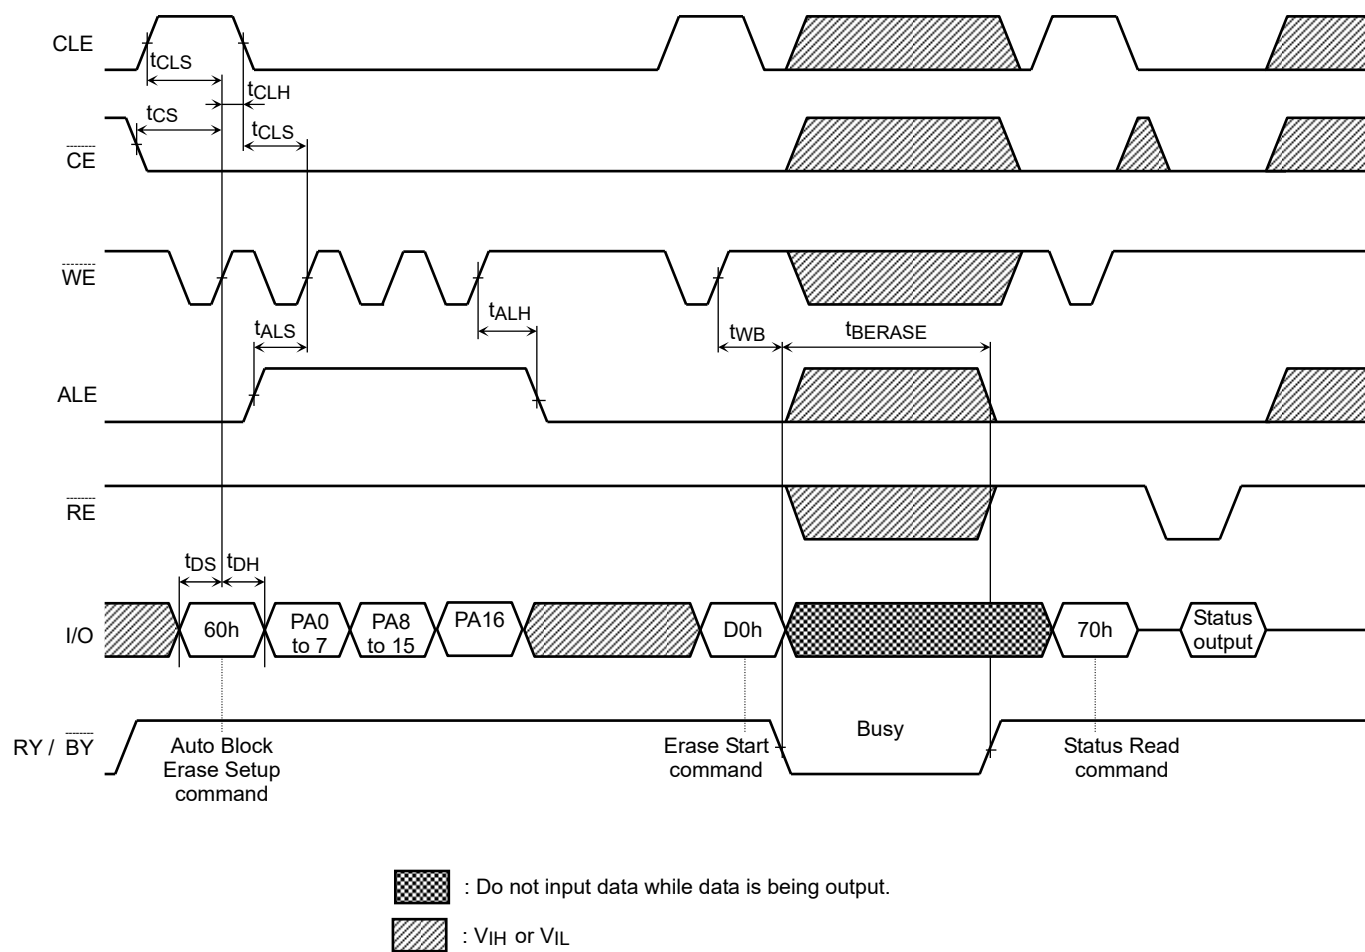 CLE
tCLS
tCLH
tCS
tCLS
CE
WE
tALS
tALH
tWB
tBERASE
ALE
RE
tDS
tDH
I/O
60h
PA0
to 7
PA8
to 15
PA16
D0h
70h
Status
output
RY / BY
Busy
Auto Block
Erase Setup
command
Erase Start
command
Status Read
command
: Do not input data while data is being output.
: VIH or VIL